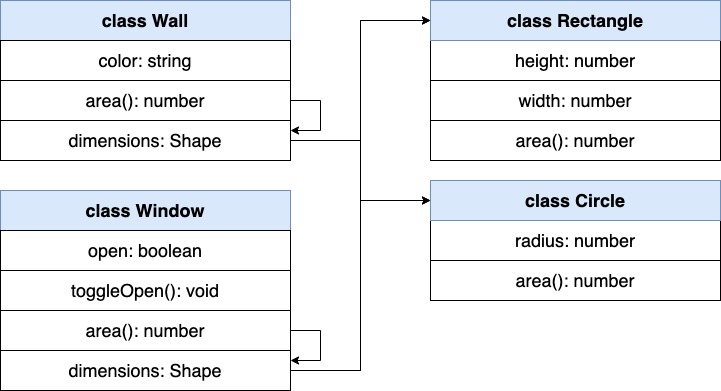 class Wall
color: string
area(): number
dimensions: Shape
class Window
open: boolean
toggleOpen(): void
area(): number
dimensions: Shape
class Rectangle
height: number
width: number
area(): number
class Circle
radius: number
area(): number